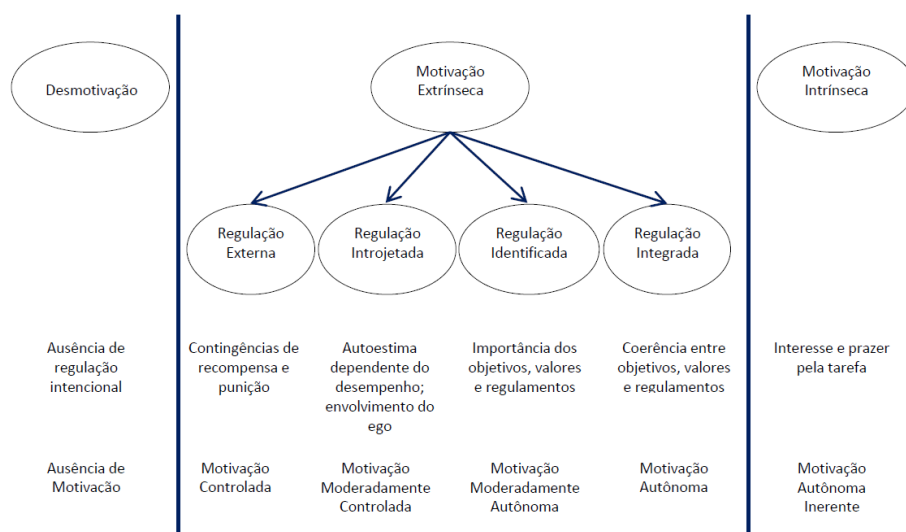 Desmotivação
Motivação
Extrínseca
Motivação
Intrínseca
Regulação
Externa
Regulação
Introjetada
Regulação
Identificada
Regulação
Integrada
Ausência de
regulação
intencional
Contingências de
recompensa e
punição
Autoestima
dependente do
desempenho;
envolvimento do
ego
Importância dos
objetivos, valores
e regulamentos
Coerência entre
objetivos, valores
e regulamentos
Interesse e prazer
pela tarefa
Ausência de
Motivação
Motivação
Controlada
Motivação
Moderadamente
Controlada
Motivação
Moderadamente
Autônoma
Motivação
Autônoma
Motivação
Autônoma
Inerente